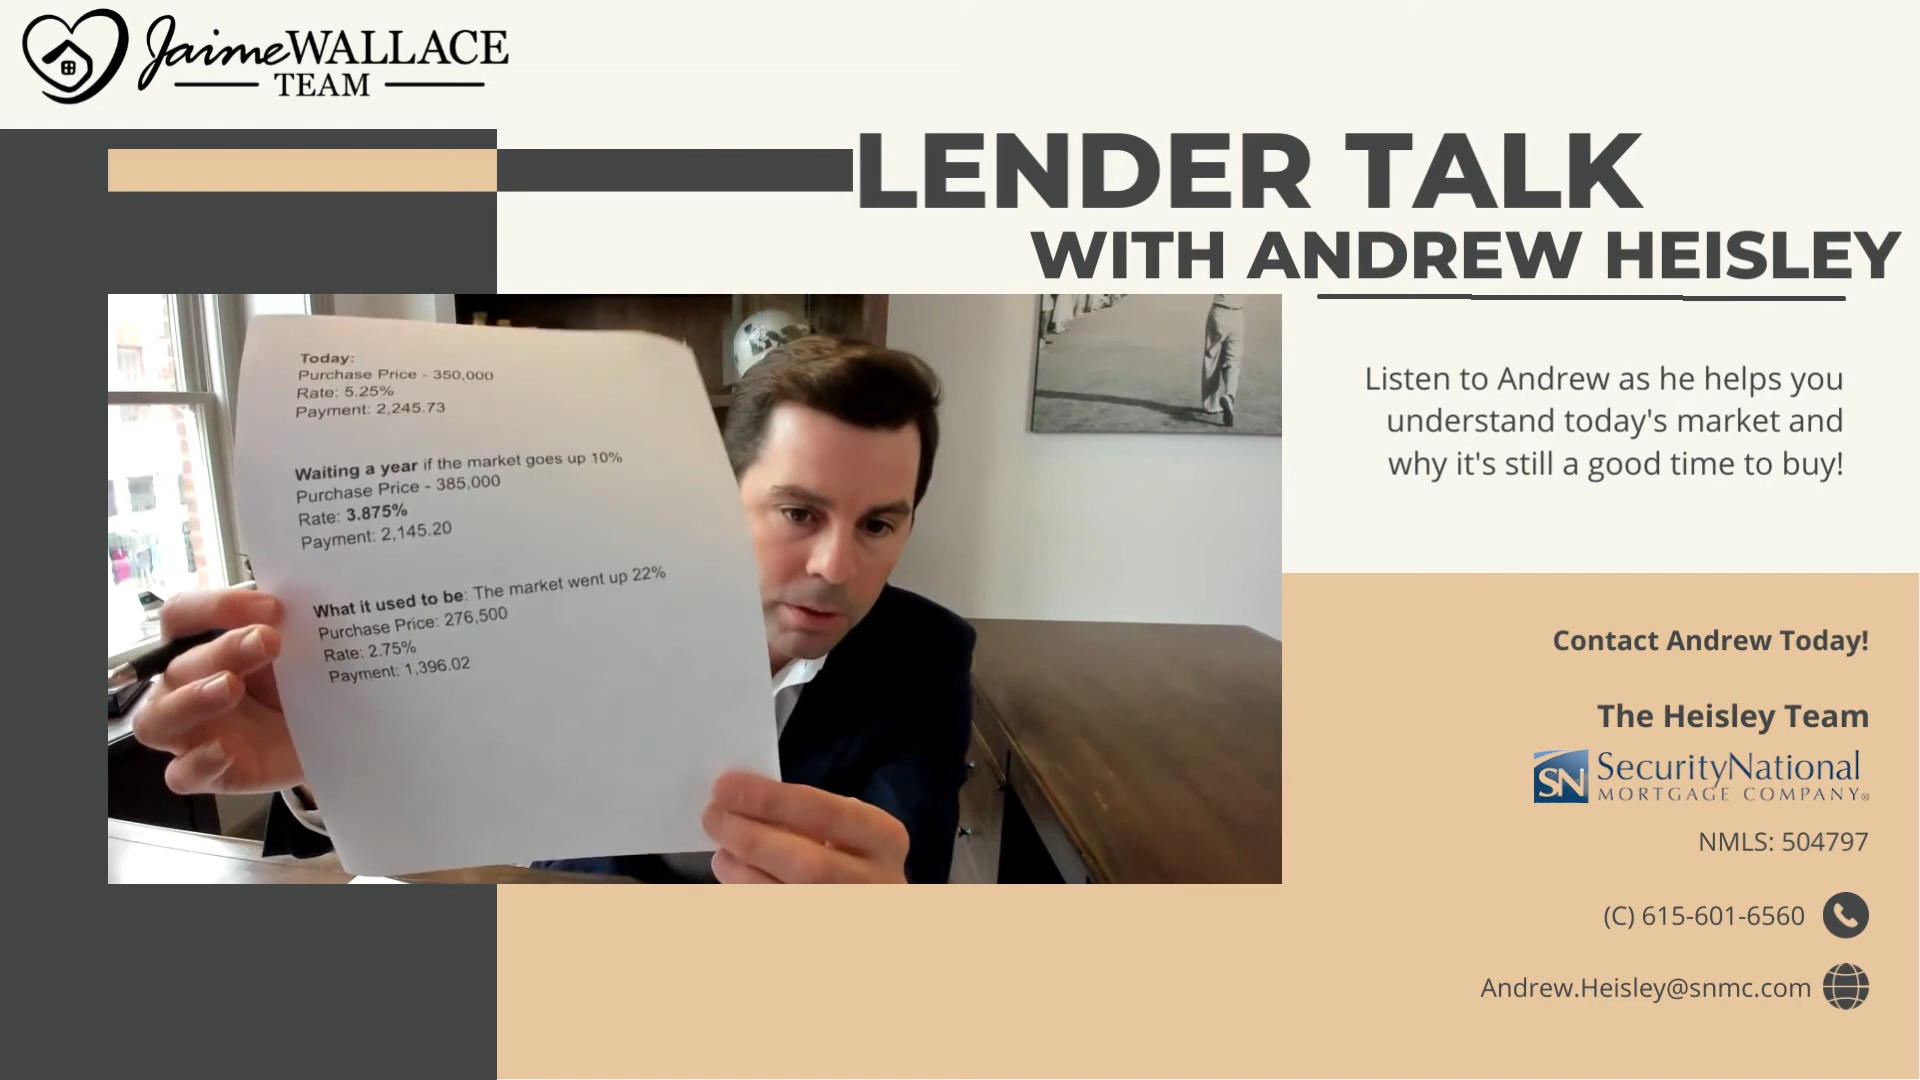 Jaime WALLACE
TEAM
LENDER TALK
WITH ANDREW HEISLEY
Today:
Purchase Price - 350,000
Rate: 5.25%
Payment: 2,245.73
Waiting a year if the market goes up 10%
Purchase Price - 385,000
Rate: 3.875%
Payment: 2,145.20
What it used to be: The market went up 22%
Purchase Price: 276,500
Rate: 2.75%
Payment: 1,396.02
Listen to Andrew as he helps you
understand today's market and
why it's still a good time to buy!
Contact Andrew Today!
The Heisley Team
SN SecurityNational
MORTGAGE COMPANY®
NMLS: 504797
(C) 615-601-6560
Andrew.Heisley@snmc.com